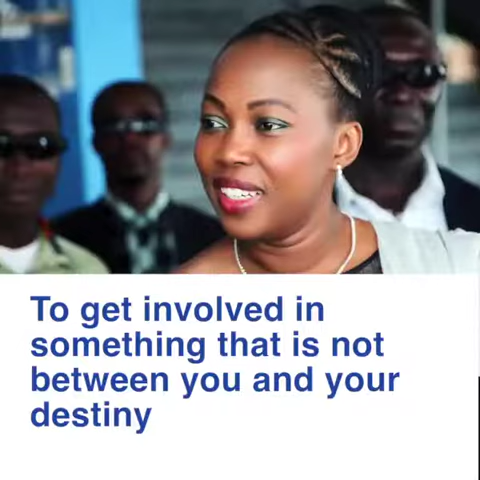 To get involved in
something that is not
between you and your
destiny